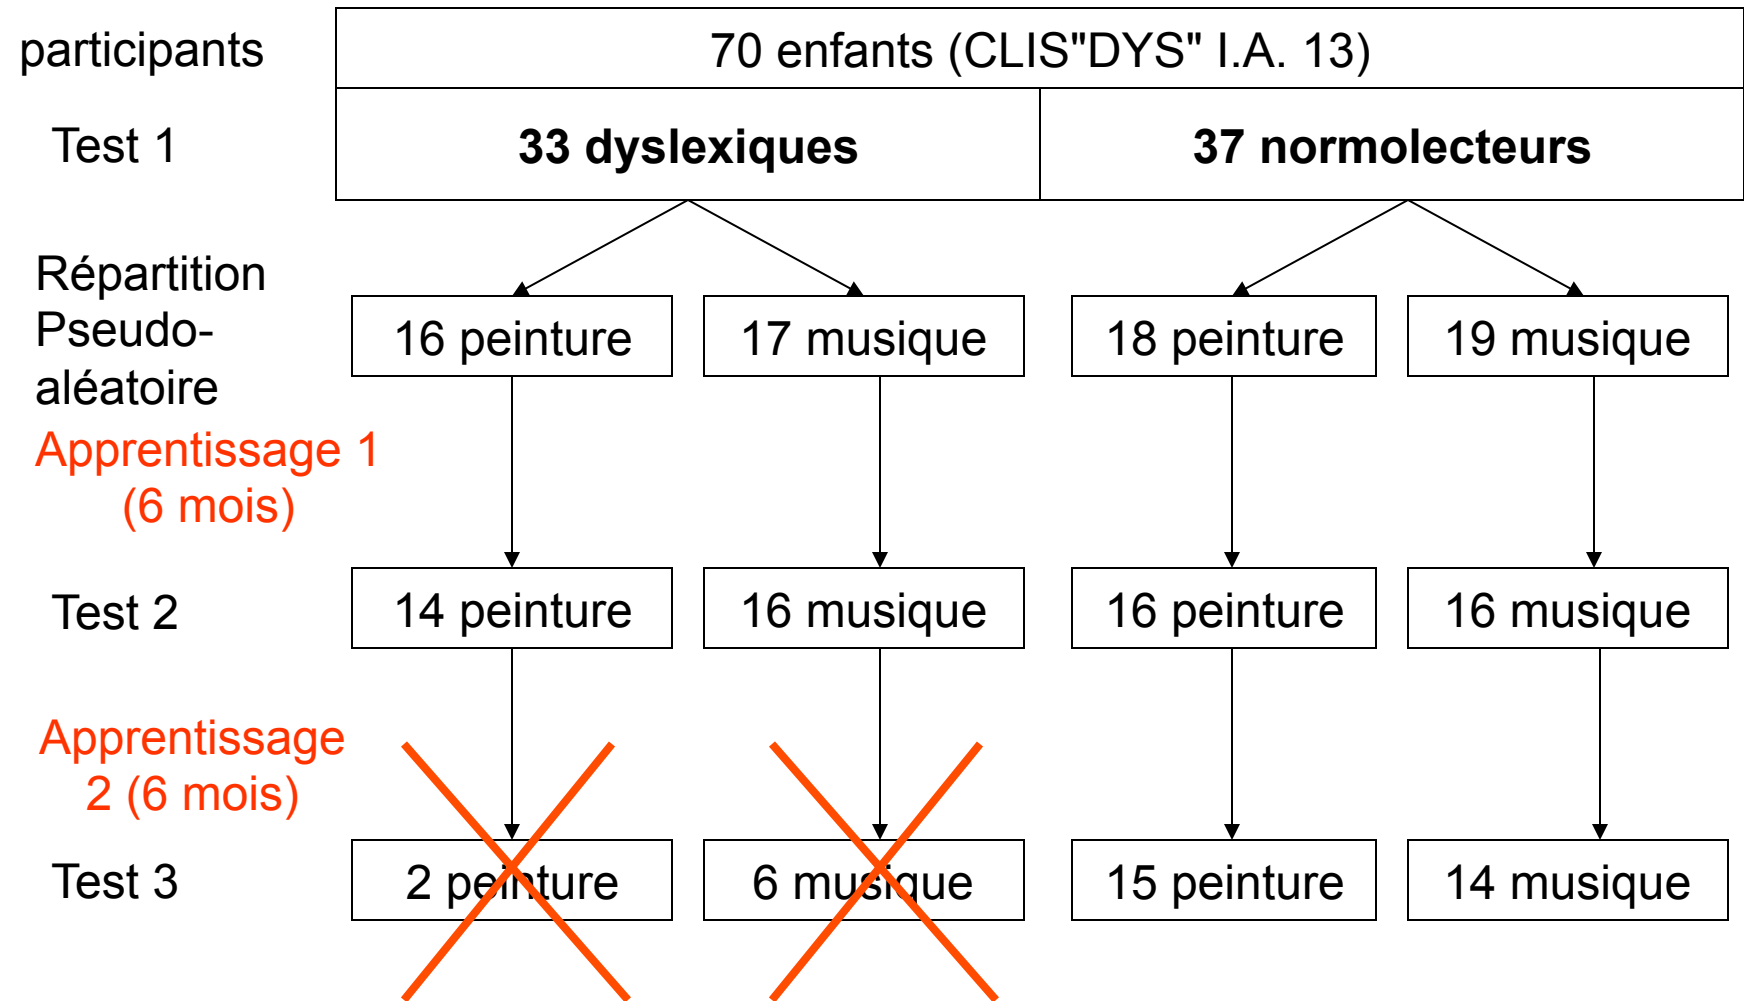 participants
70 enfants (CLIS"DYS" I.A. 13)
Test 1
33 dyslexiques
37 normolecteurs
Répartition
Pseudo-
aléatoire
16 peinture
17 musique
18 peinture
19 musique
Apprentissage 1
(6 mois)
Test 2
14 peinture
16 musique
16 peinture
16 musique
Apprentissage
2 (6 mois)
Test 3
2 peinture
6 musique
15 peinture
14 musique